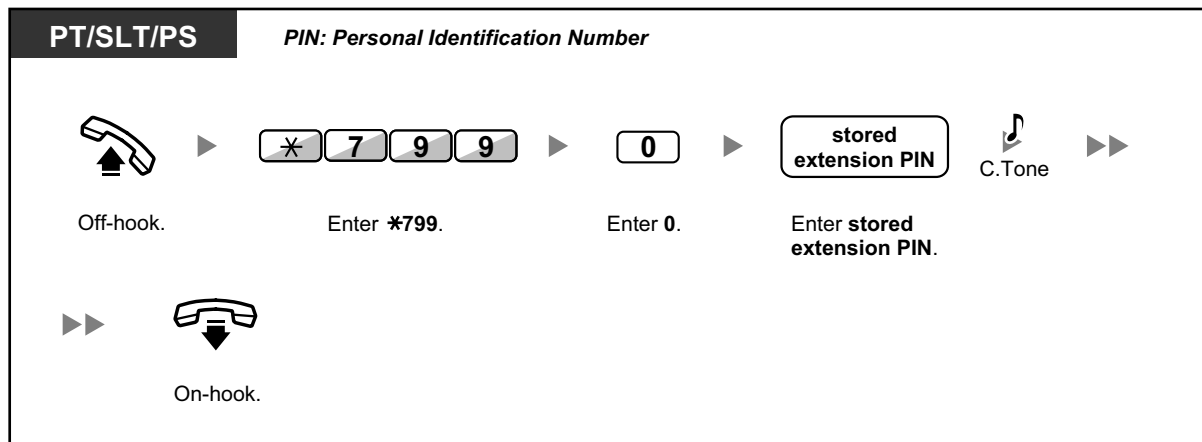 PT/SLT/PS PIN: Personal Identification Number
* 7 9 9 0 stored extension PIN C.Tone
Off-hook. Enter *799. Enter 0. Enter stored extension PIN.
On-hook.